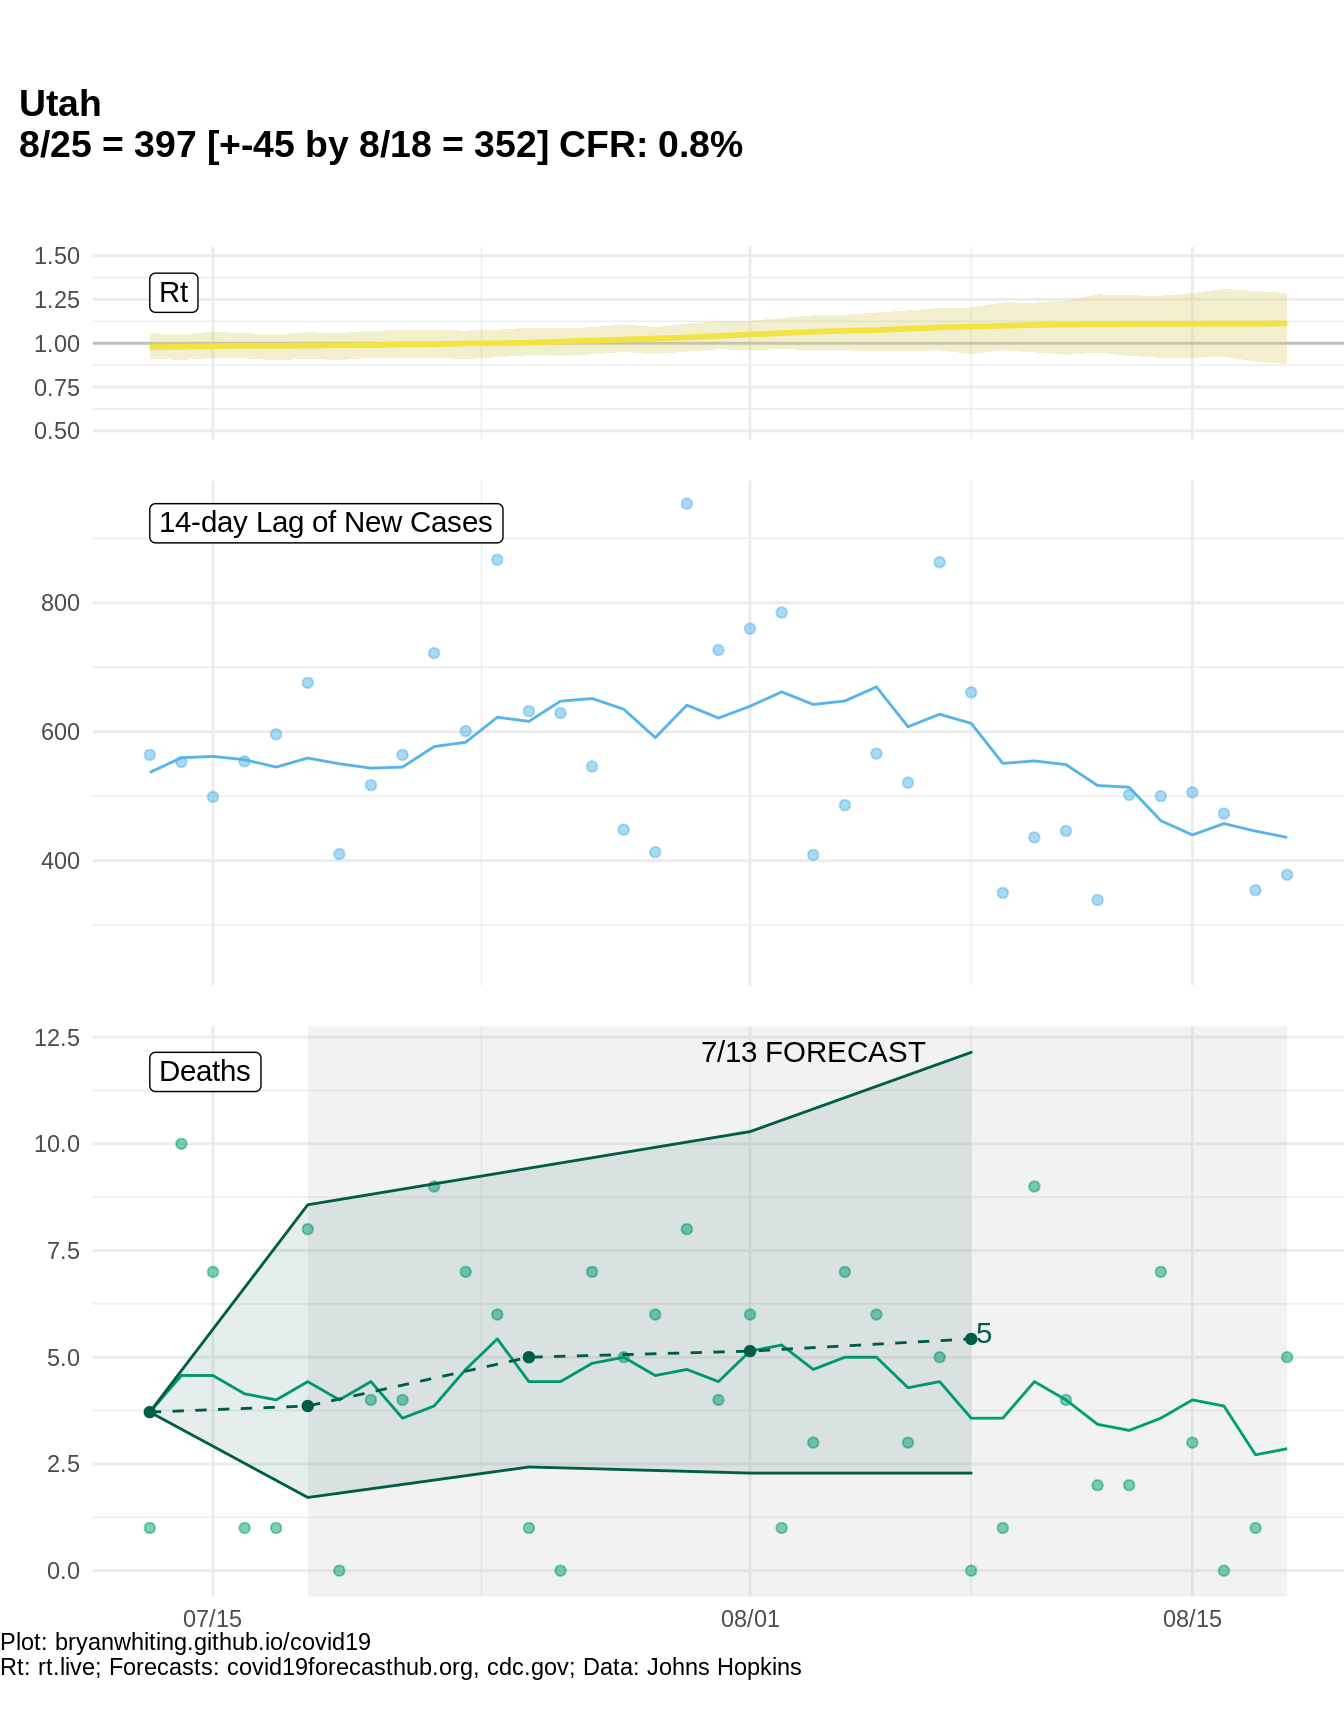 Utah
8/25 = 397 [+-45 by 8/18 = 352] CFR: 0.8%
1.50
Rt
1.25
1.00
0.75
0.50
14-day Lag of New Cases
800
600
400
12.5
7/13 FORECAST
Deaths
10.0
7.5
5
5.0
2.5
0.0
07/15 08/01 08/15
Plot: bryanwhiting.github.io/covid19
Rt: rt.live; Forecasts: covid19forecasthub.org, cdc.gov; Data: Johns Hopkins